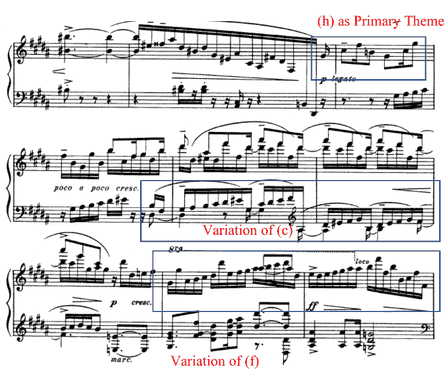 (h) as Primary Theme
p legato
poco a poco cresc.
Variation of (c)
8va
loco
p cresc.
ff
marc.
Variation of (f)